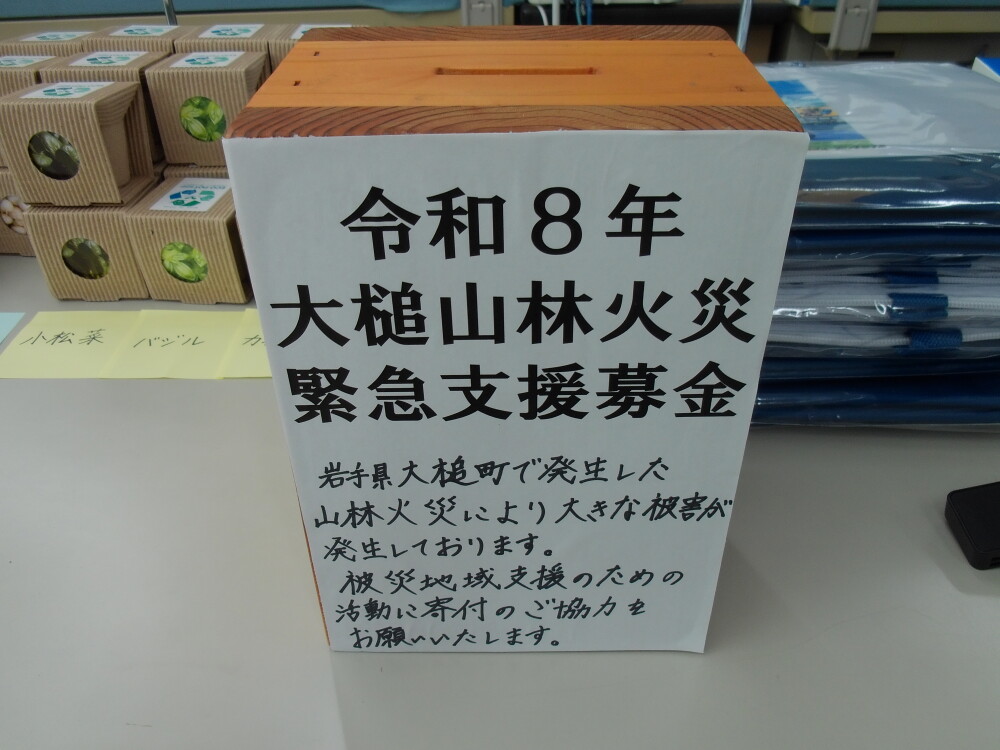 令和８年
大槌山林火災
緊急支援募金
岩手県大槌町で発生した
山林火災により大きな被害が
発生しております。
被災地域支援のための
活動に寄付のご協力を
お願いいたします。
小松菜
バジル
カ